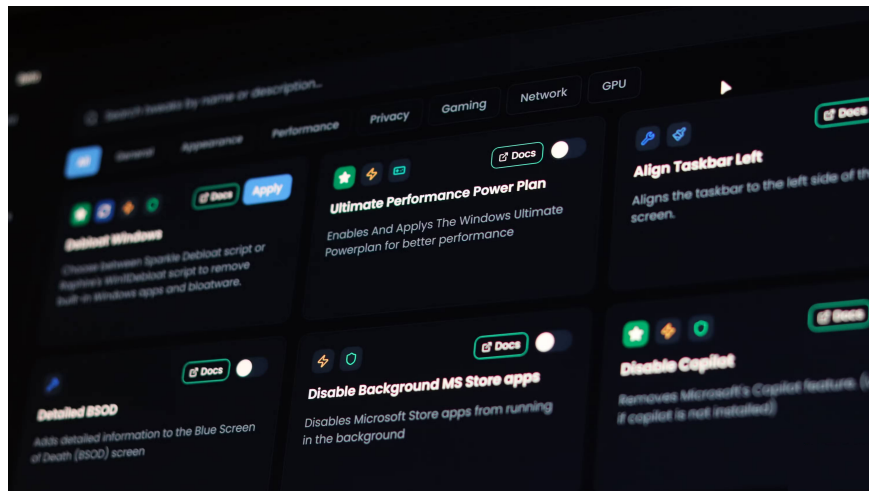 Search tweaks by name or description...
All
General
Appearance
Performance
Privacy
Gaming
Network
GPU
Docs
Apply
Debloat Windows
Choose between Sparkle Debloat script or
Raphire's Win11Debloat script to remove
built-in Windows apps and bloatware.
Docs
Ultimate Performance Power Plan
Enables And Applys The Windows Ultimate
Powerplan for better performance
Docs
Align Taskbar Left
Aligns the taskbar to the left side of th
screen.
Docs
Detailed BSOD
Adds detailed information to the Blue Screen
of Death (BSOD) screen
Docs
Disable Background MS Store apps
Disables Microsoft Store apps from running
in the background
Docs
Disable Copilot
Removes Microsoft's Copilot feature. (
if copilot is not installed)